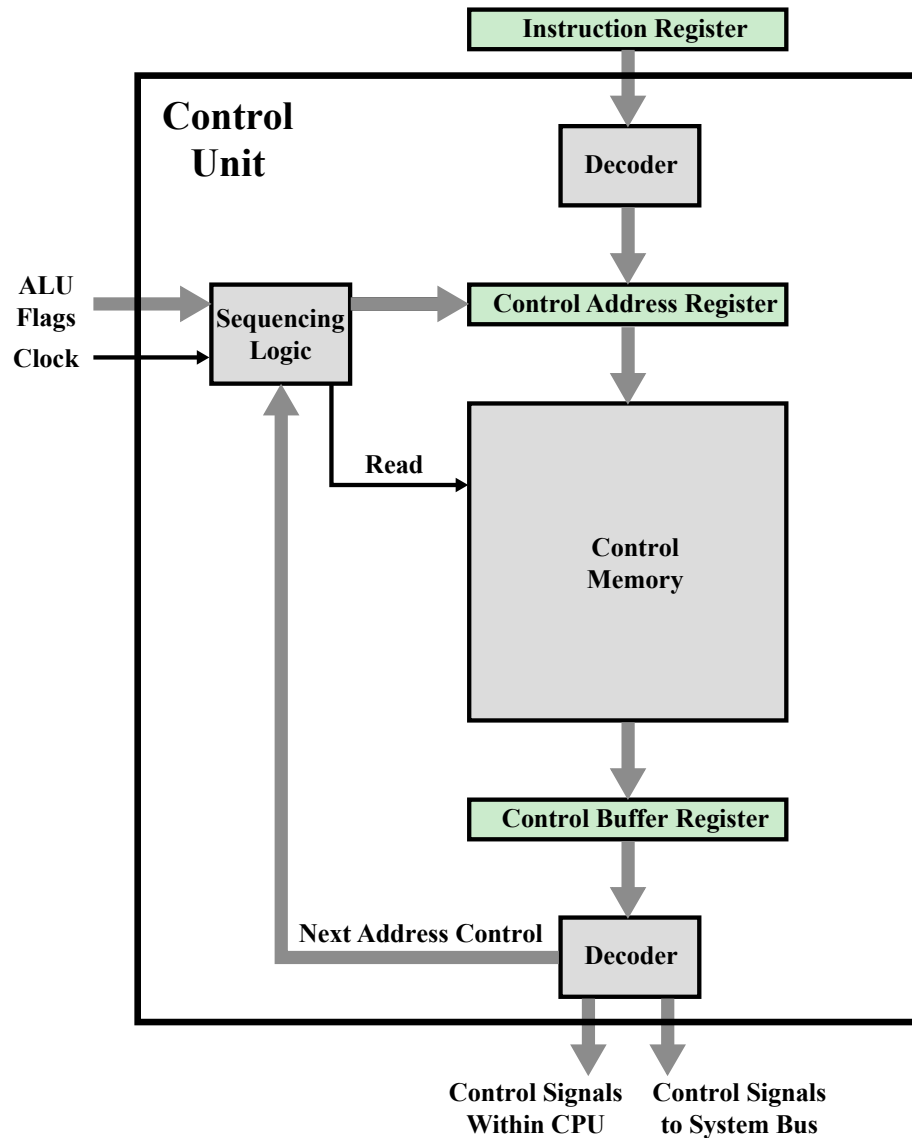 Instruction Register
Control
Unit
Decoder
ALU
Flags
Clock
Sequencing
Logic
Control Address Register
Read
Control
Memory
Control Buffer Register
Next Address Control
Decoder
Control Signals
Within CPU
Control Signals
to System Bus